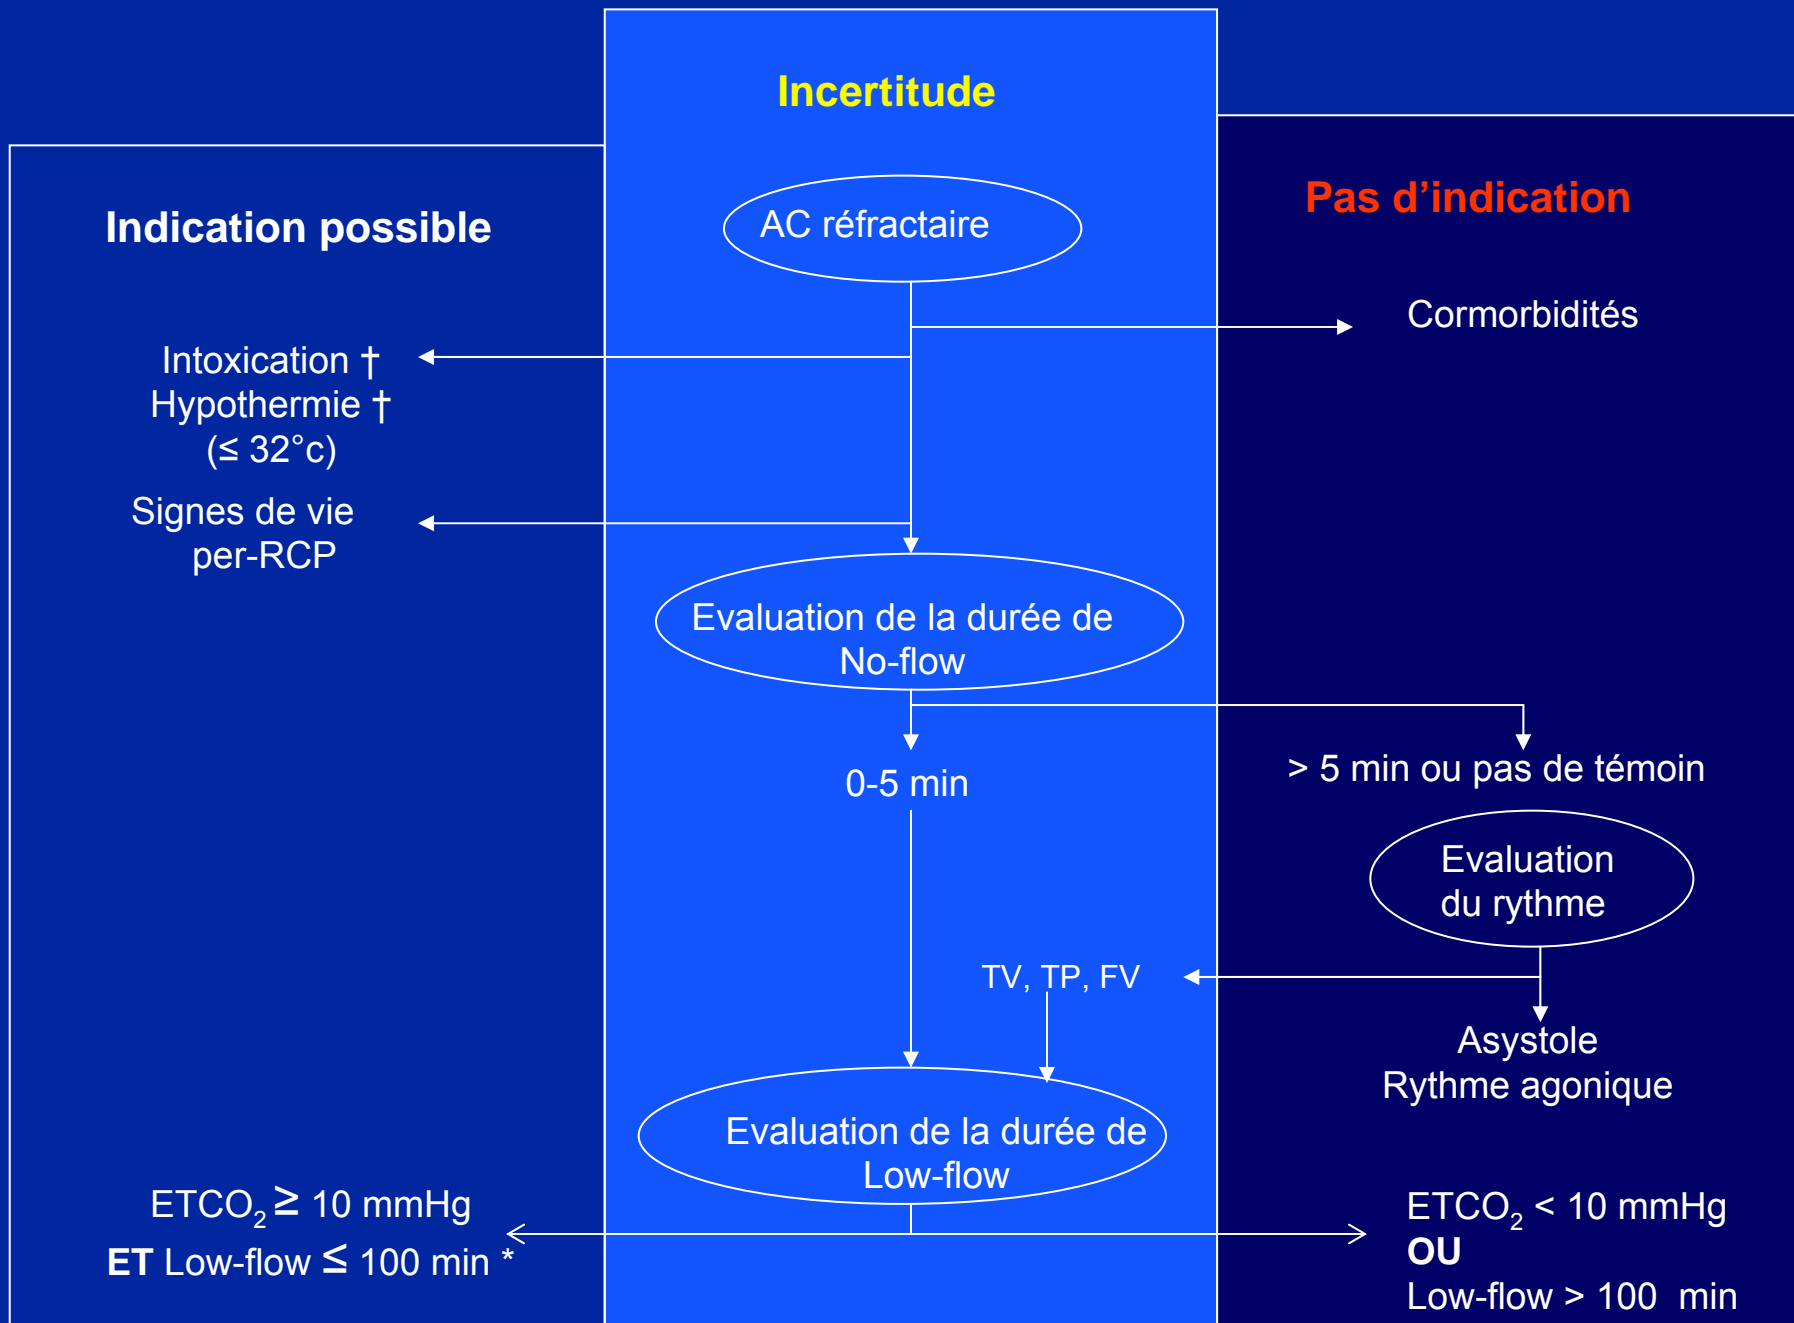 Incertitude
Indication possible
Pas d’indication
AC réfractaire
Cormorbidités
Intoxication †
Hypothermie †
(≤ 32°c)
Signes de vie
per-RCP
Evaluation de la durée de
No-flow
0-5 min
> 5 min ou pas de témoin
Evaluation
du rythme
TV, TP, FV
Asystole
Rythme agonique
Evaluation de la durée de
Low-flow
ETCO₂ ≥ 10 mmHg
ET Low-flow ≤ 100 min *
ETCO₂ < 10 mmHg
OU
Low-flow > 100 min